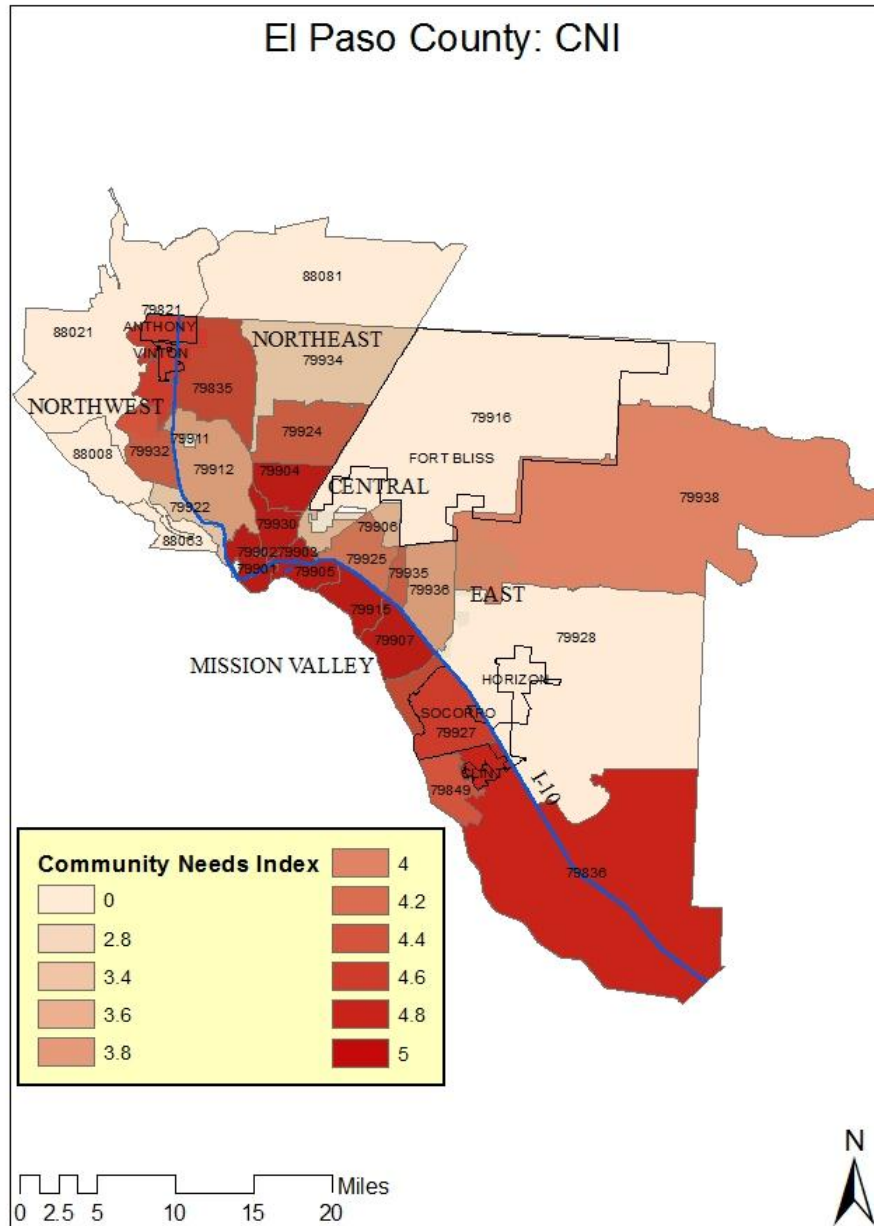 El Paso County: CNI
88081
79821
88021
ANTHONY
NORTHEAST
VINTON
79934
79835
NORTHWEST
79916
79924
79911
79932
88008
79912
FORT BLISS
79904
CENTRAL
79938
79922
79930
79906
88063
79902
79903
79925
79901
79905
79935
79936
EAST
79915
79928
79907
MISSION VALLEY
HORIZON
SOCORRO
79927
CLINT
79849
I-10
79836
Community Needs Index
0
2.8
3.4
3.6
3.8
4
4.2
4.4
4.6
4.8
5
N
Miles
0 2.5 5 10 15 20